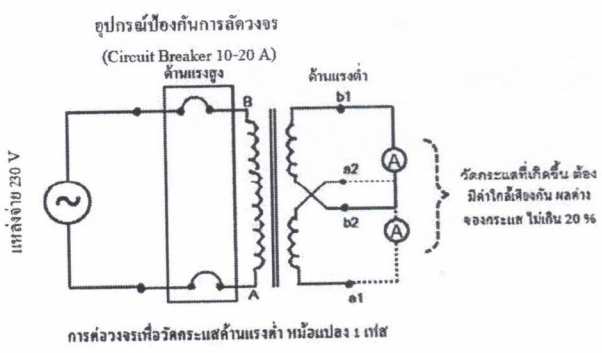 อุปกรณ์ป้องกันการลัดวงจร
(Circuit Breaker 10-20 A)
ด้านแรงสูง
ด้านแรงต่ำ
B
b1
A
a2
b2
A
A
a1
แหล่งจ่าย 230 V
วัดกระแสที่เกิดขึ้น ต้อง
มีค่าใกล้เคียงกัน ผลต่าง
ของกระแส ไม่เกิน 20 %
การต่อวงจรเพื่อวัดกระแสด้านแรงต่ำ หม้อแปลง 1 เฟส